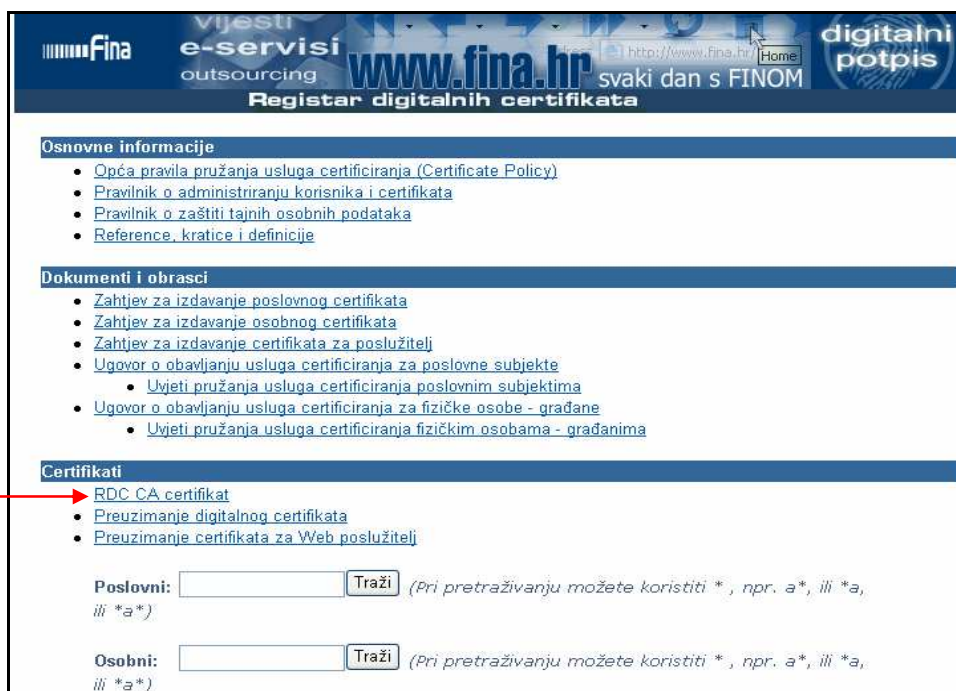 Fina
vijesti
e-servisi
outsourcing
http://www.fina.hr/
Home
www.fina.hr
svaki dan s FINOM
digitalni
potpis
Registar digitalnih certifikata
Osnovne informacije
Opća pravila pružanja usluga certificiranja (Certificate Policy)
Pravilnik o administriranju korisnika i certifikata
Pravilnik o zaštiti tajnih osobnih podataka
Reference, kratice i definicije
Dokumenti i obrasci
Zahtjev za izdavanje poslovnog certifikata
Zahtjev za izdavanje osobnog certifikata
Zahtjev za izdavanje certifikata za poslužitelj
Ugovor o obavljanju usluga certificiranja za poslovne subjekte
Uvjeti pružanja usluga certificiranja poslovnim subjektima
Ugovor o obavljanju usluga certificiranja za fizičke osobe - građane
Uvjeti pružanja usluga certificiranja fizičkim osobama - građanima
Certifikati
RDC CA certifikat
Preuzimanje digitalnog certifikata
Preuzimanje certifikata za Web poslužitelj
Poslovni: Traži (Pri pretraživanju možete koristiti * , npr. a*, ili *a,
ili *a*)
Osobni: Traži (Pri pretraživanju možete koristiti * , npr. a*, ili *a,
ili *a*)